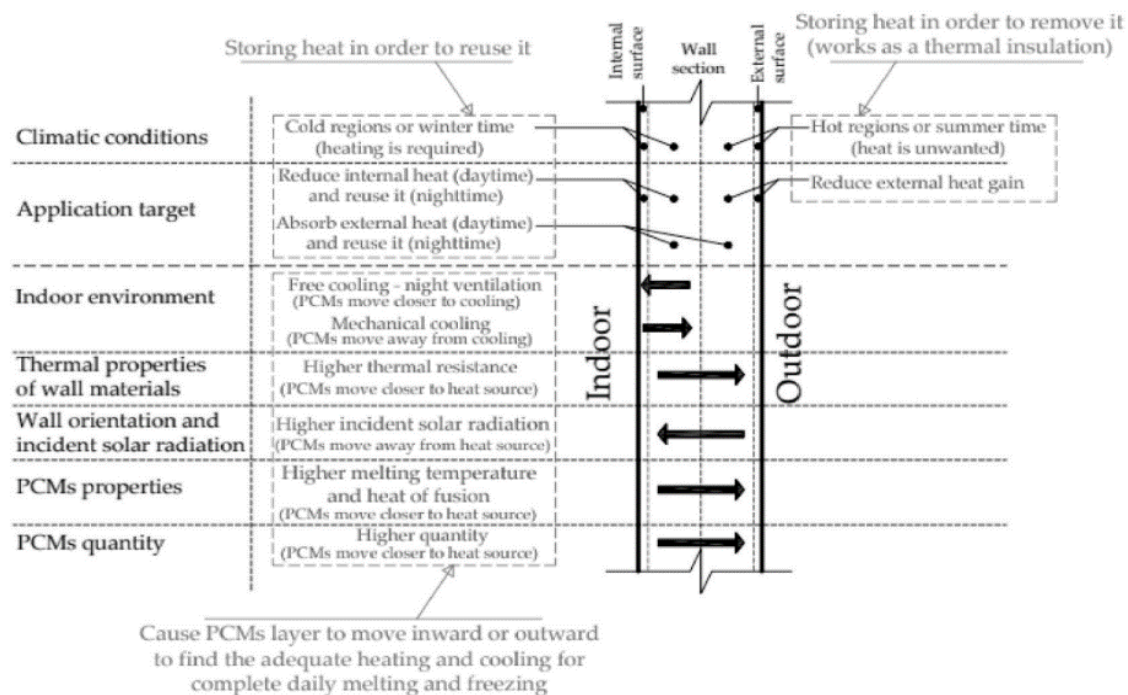 Storing heat in order to reuse it
Internal
surface
Wall
section
External
surface
Storing heat in order to remove it
(works as a thermal insulation)
Climatic conditions
Cold regions or winter time
(heating is required)
Hot regions or summer time
(heat is unwanted)
Application target
Reduce internal heat (daytime)
and reuse it (nighttime)
Absorb external heat (daytime)
and reuse it (nighttime)
Reduce external heat gain
Indoor environment
Free cooling - night ventilation
(PCMs move closer to cooling)
Mechanical cooling
(PCMs move away from cooling)
Indoor
Outdoor
Thermal properties
of wall materials
Higher thermal resistance
(PCMs move closer to heat source)
Wall orientation and
incident solar radiation
Higher incident solar radiation
(PCMs move away from heat source)
PCMs properties
Higher melting temperature
and heat of fusion
(PCMs move closer to heat source)
PCMs quantity
Higher quantity
(PCMs move closer to heat source)
Cause PCMs layer to move inward or outward
to find the adequate heating and cooling for
complete daily melting and freezing